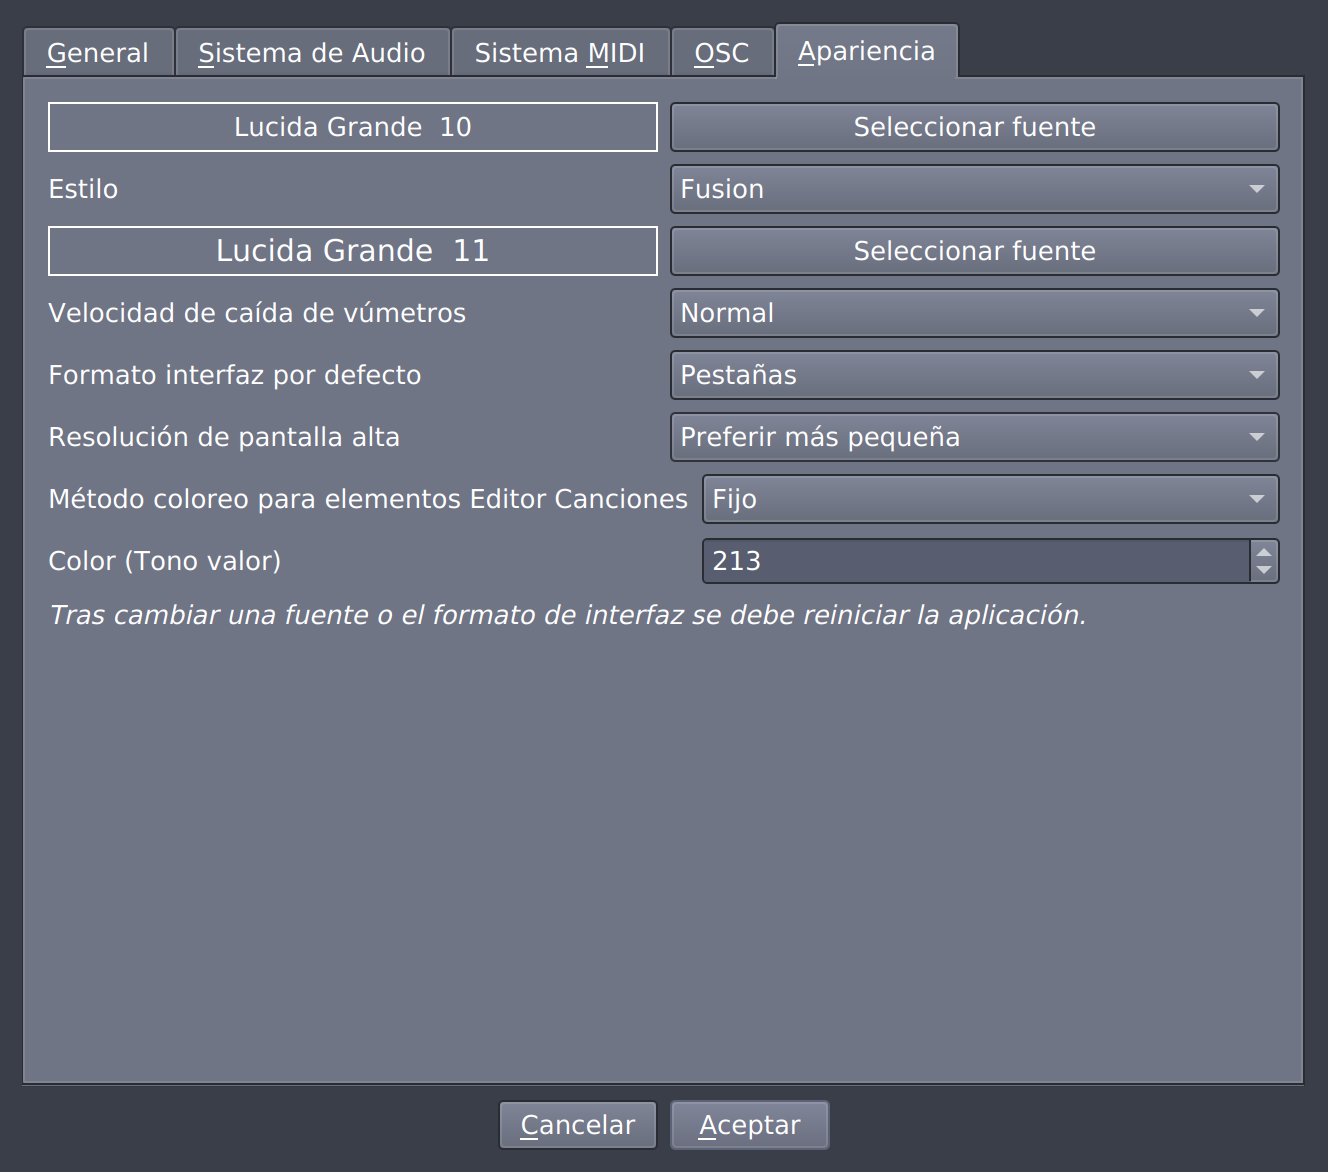 General Sistema de Audio Sistema MIDI OSC Apariencia
Lucida Grande 10 Seleccionar fuente
Estilo Fusion
Lucida Grande 11 Seleccionar fuente
Velocidad de caída de vúmetros Normal
Formato interfaz por defecto Pestañas
Resolución de pantalla alta Preferir más pequeña
Método coloreo para elementos Editor Canciones Fijo
Color (Tono valor) 213
Tras cambiar una fuente o el formato de interfaz se debe reiniciar la aplicación.
Cancelar Aceptar